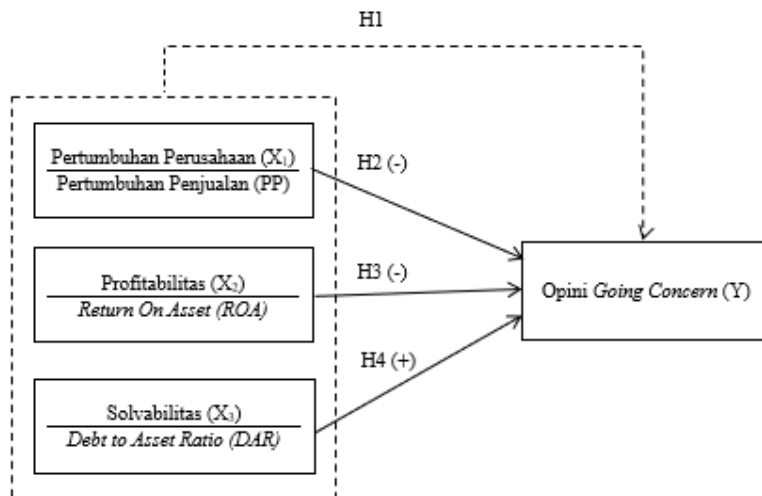 H1
Pertumbuhan Perusahaan (X₁)
Pertumbuhan Penjualan (PP)
H2 (-)
Profitabilitas (X₂)
Return On Asset (ROA)
H3 (-)
Opini Going Concern (Y)
H4 (+)
Solvabilitas (X₃)
Debt to Asset Ratio (DAR)